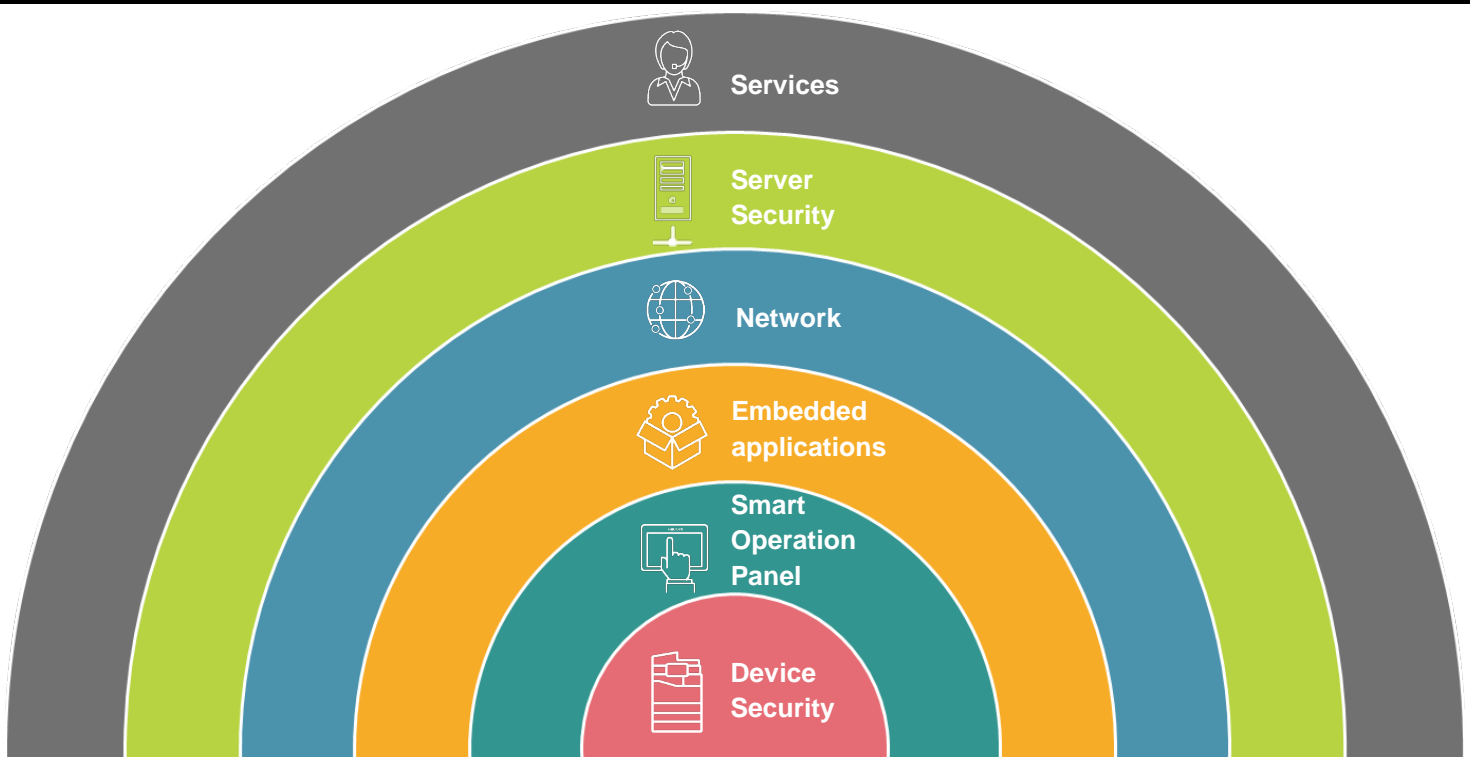 Services
Server
Security
Network
Embedded
applications
Smart
Operation
Panel
Device
Security